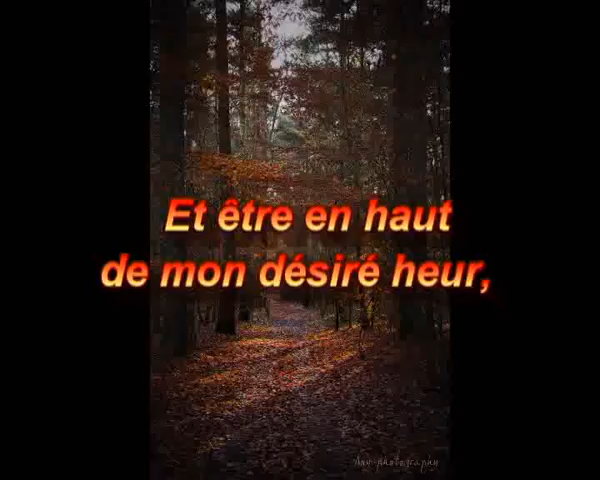 Et être en haut
de mon désiré heur,